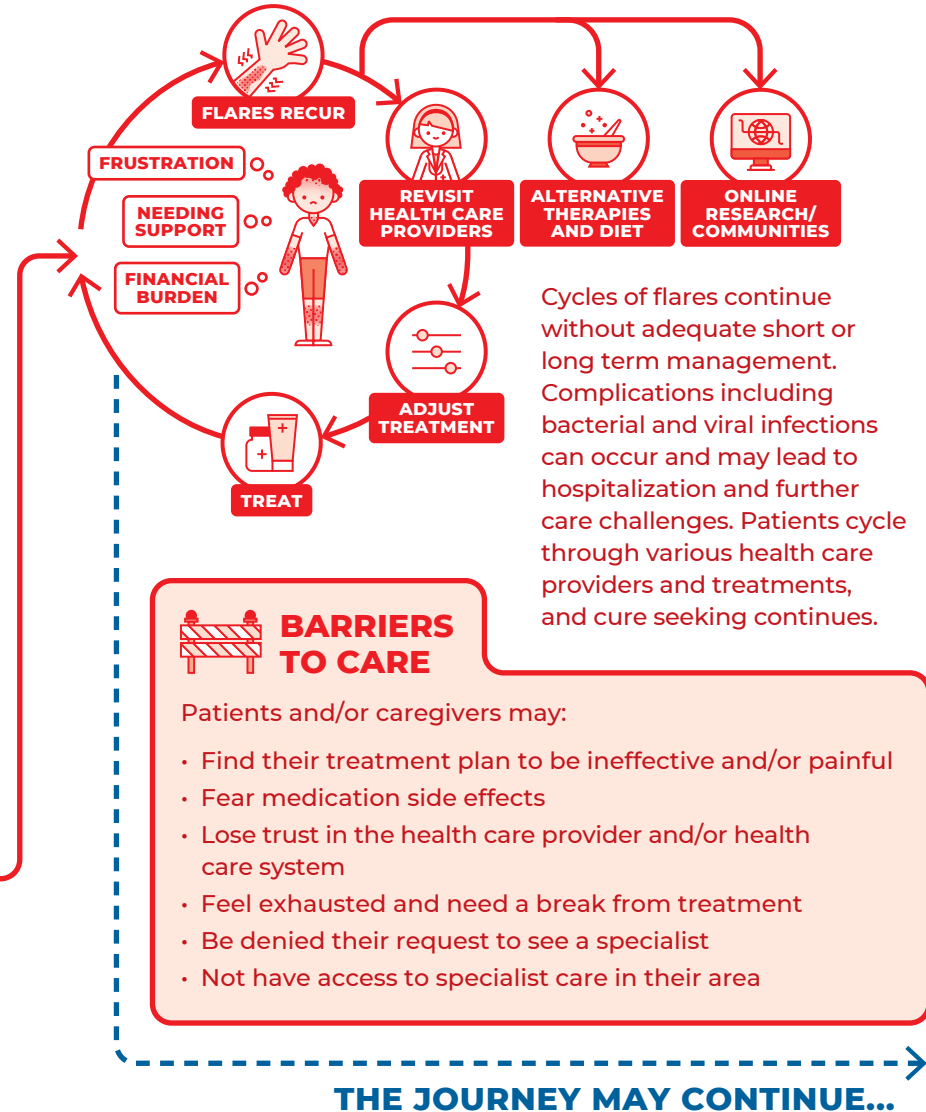 FLARES RECUR
FRUSTRATION
NEEDING
SUPPORT
FINANCIAL
BURDEN
REVISIT
HEALTH CARE
PROVIDERS
ALTERNATIVE
THERAPIES
AND DIET
ONLINE
RESEARCH/
COMMUNITIES
ADJUST
TREATMENT
TREAT
Cycles of flares continue
without adequate short or
long term management.
Complications including
bacterial and viral infections
can occur and may lead to
hospitalization and further
care challenges. Patients cycle
through various health care
providers and treatments,
and cure seeking continues.
BARRIERS
TO CARE
Patients and/or caregivers may:
• Find their treatment plan to be ineffective and/or painful
• Fear medication side effects
• Lose trust in the health care provider and/or health
care system
• Feel exhausted and need a break from treatment
• Be denied their request to see a specialist
• Not have access to specialist care in their area
THE JOURNEY MAY CONTINUE...